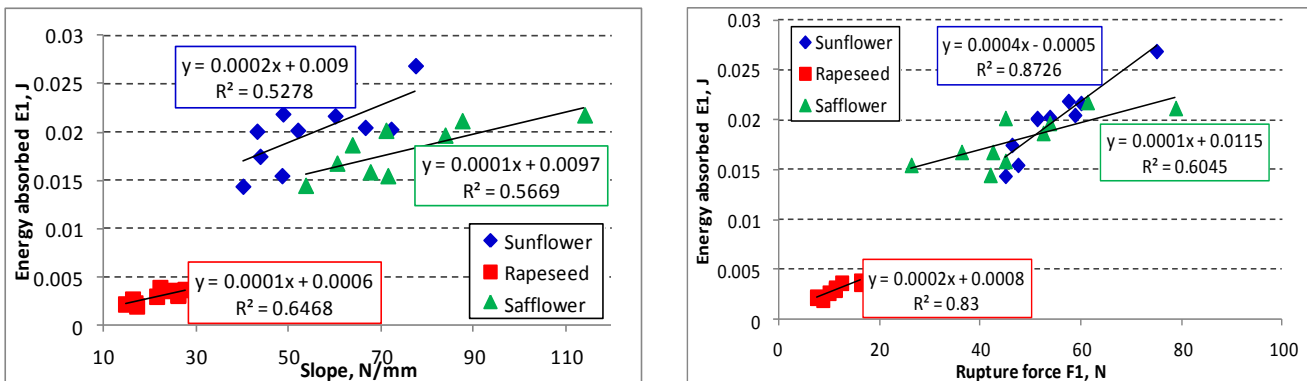 0.03
0.025
0.02
0.015
0.01
0.005
0
Energy absorbed E1, J
y = 0.0002x + 0.009
R² = 0.5278
y = 0.0001x + 0.0097
R² = 0.5669
y = 0.0001x + 0.0006
R² = 0.6468
Sunflower
Rapeseed
Safflower
10 30 50 70 90 110
Slope, N/mm
0.03
0.025
0.02
0.015
0.01
0.005
0
Energy absorbed E1, J
Sunflower
Rapeseed
Safflower
y = 0.0004x - 0.0005
R² = 0.8726
y = 0.0001x + 0.0115
R² = 0.6045
y = 0.0002x + 0.0008
R² = 0.83
0 20 40 60 80 100
Rupture force F1, N